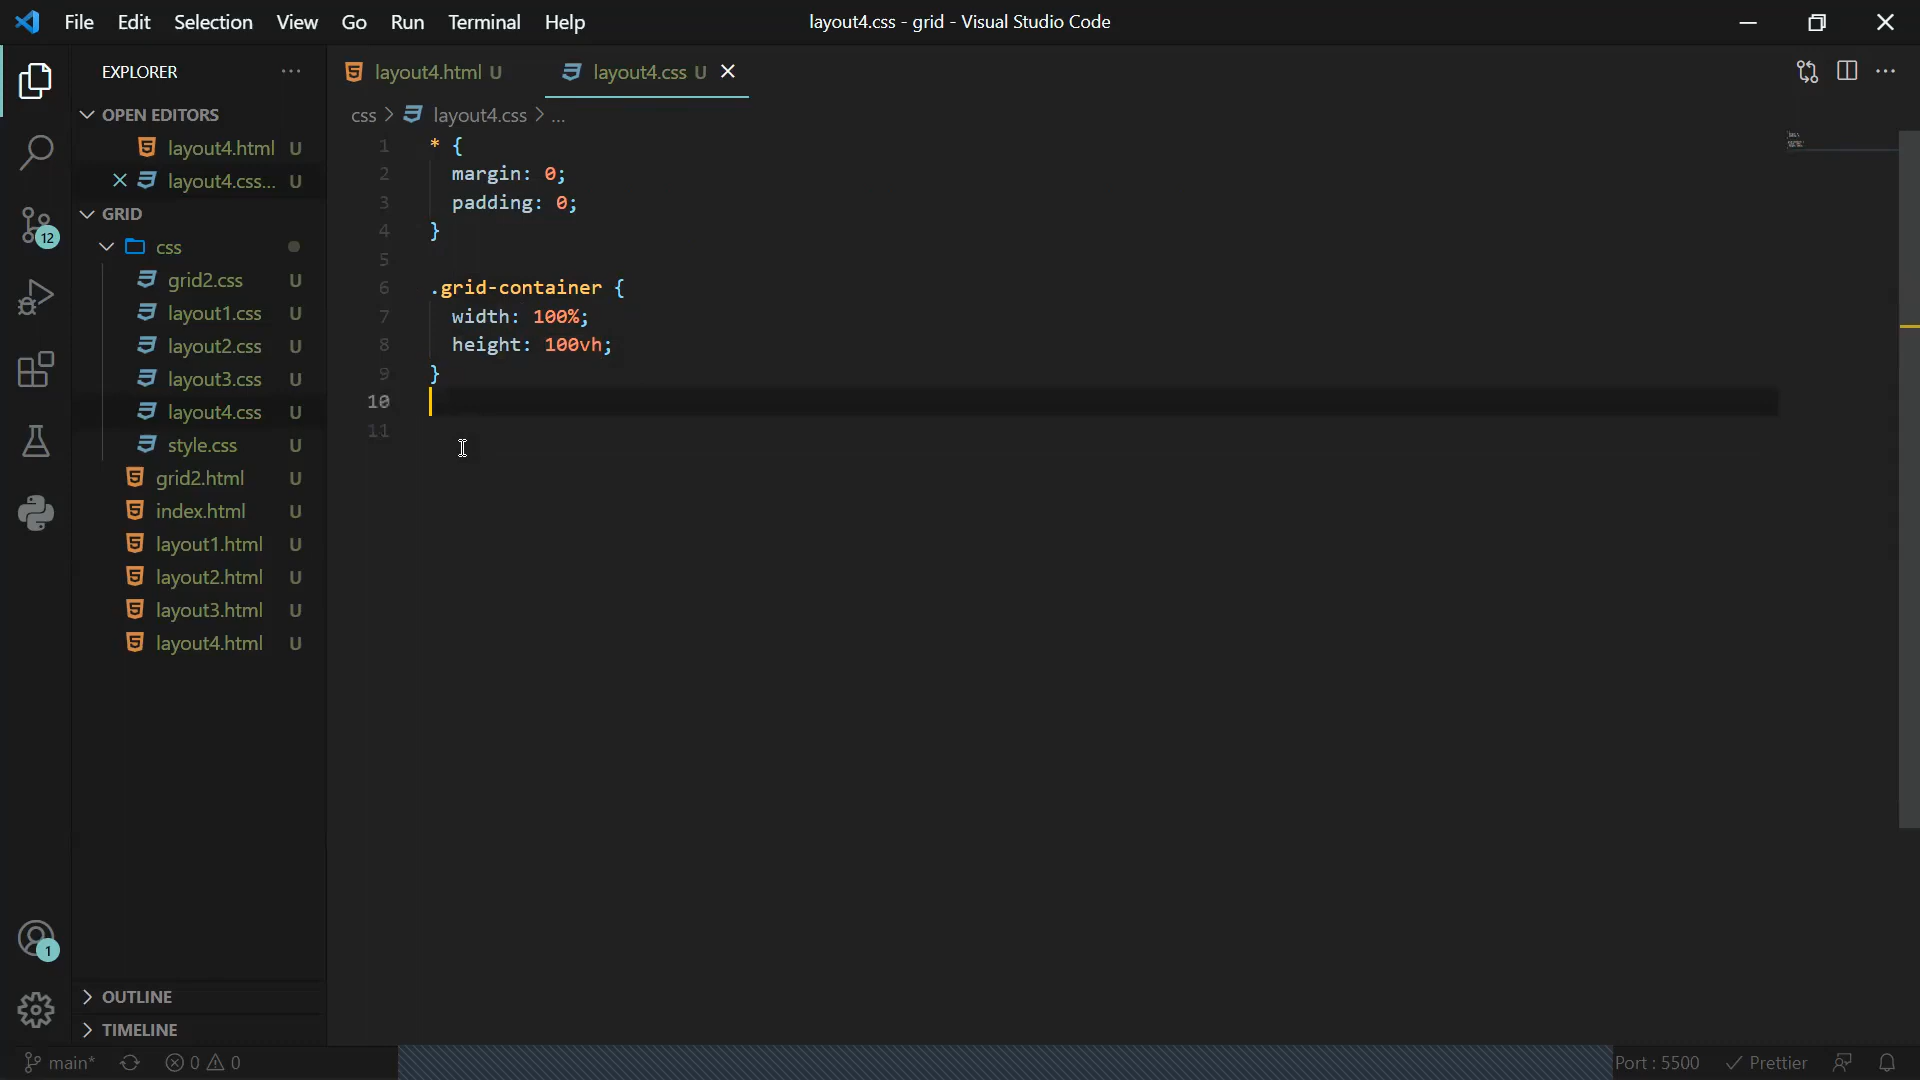 File Edit Selection View Go Run Terminal Help
layout4.css - grid - Visual Studio Code
EXPLORER
OPEN EDITORS
layout4.html U
layout4.css... U
GRID
css
grid2.css U
layout1.css U
layout2.css U
layout3.css U
layout4.css U
style.css U
grid2.html U
index.html U
layout1.html U
layout2.html U
layout3.html U
layout4.html U
OUTLINE
TIMELINE
12
1
layout4.html U
layout4.css U
css > layout4.css > ...
1 * {
2 margin: 0;
3 padding: 0;
4 }
5
6 .grid-container {
7 width: 100%;
8 height: 100vh;
9 }
10
11
main* 0 0
Port : 5500 Prettier